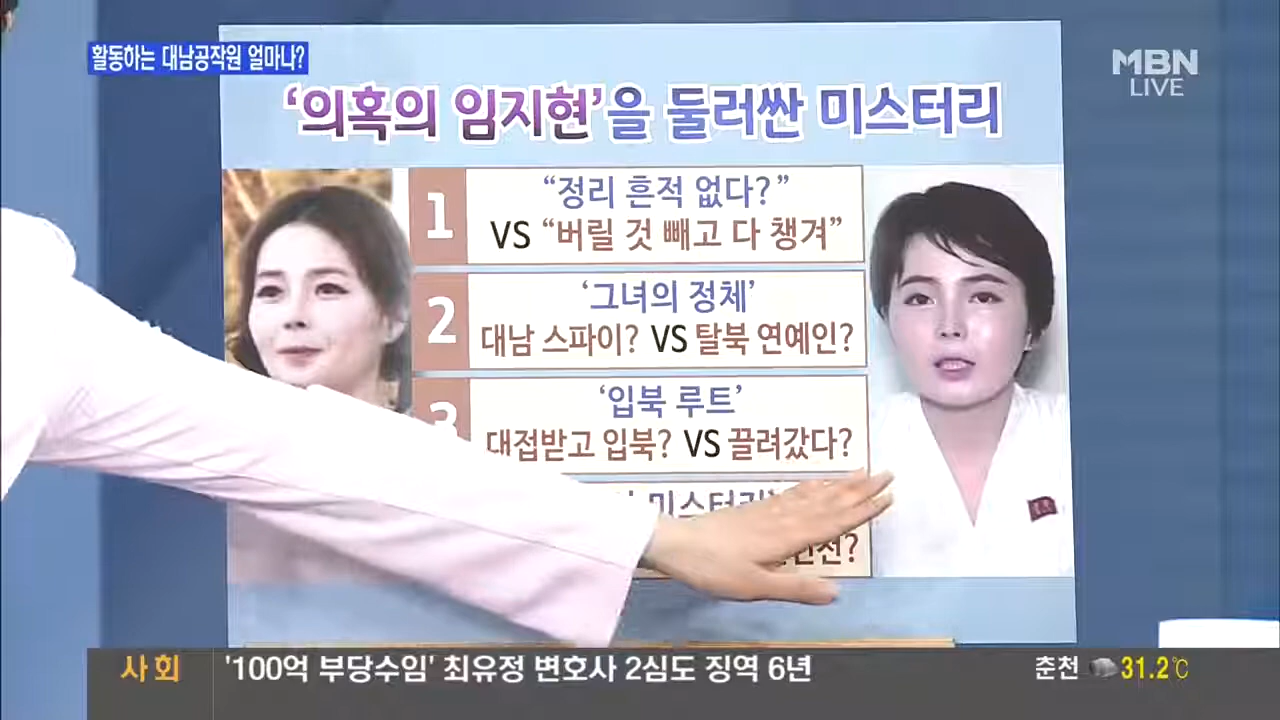 활동하는 대남공작원 얼마나?
MBN
LIVE
‘의혹의 임지현’을 둘러싼 미스터리
1
“정리 흔적 없다?”
VS “버릴 것 빼고 다 챙겨”
2
‘그녀의 정체’
대남 스파이? VS 탈북 연예인?
3
‘입북 루트’
대접받고 입북? VS 끌려갔다?
미스터리’
사회
'100억 부당수임' 최유정 변호사 2심도 징역 6년
춘천 31.2℃